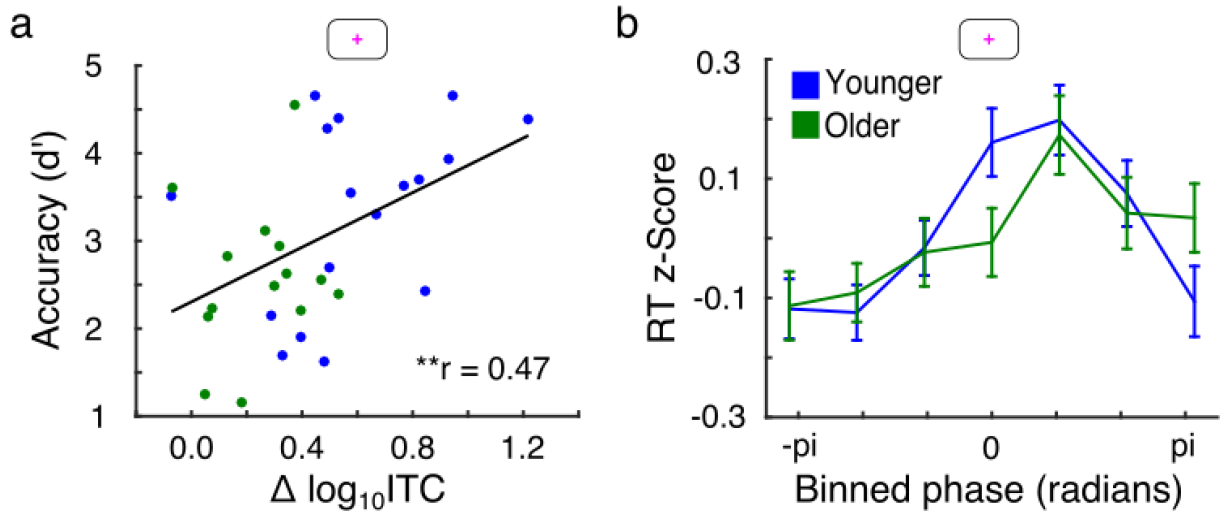 a
5
4
3
2
1
Accuracy (d')
**r = 0.47
0.0 0.4 0.8 1.2
Δ log10ITC
b
0.3
0.1
-0.1
-0.3
RT z-Score
Younger
Older
-pi 0 pi
Binned phase (radians)